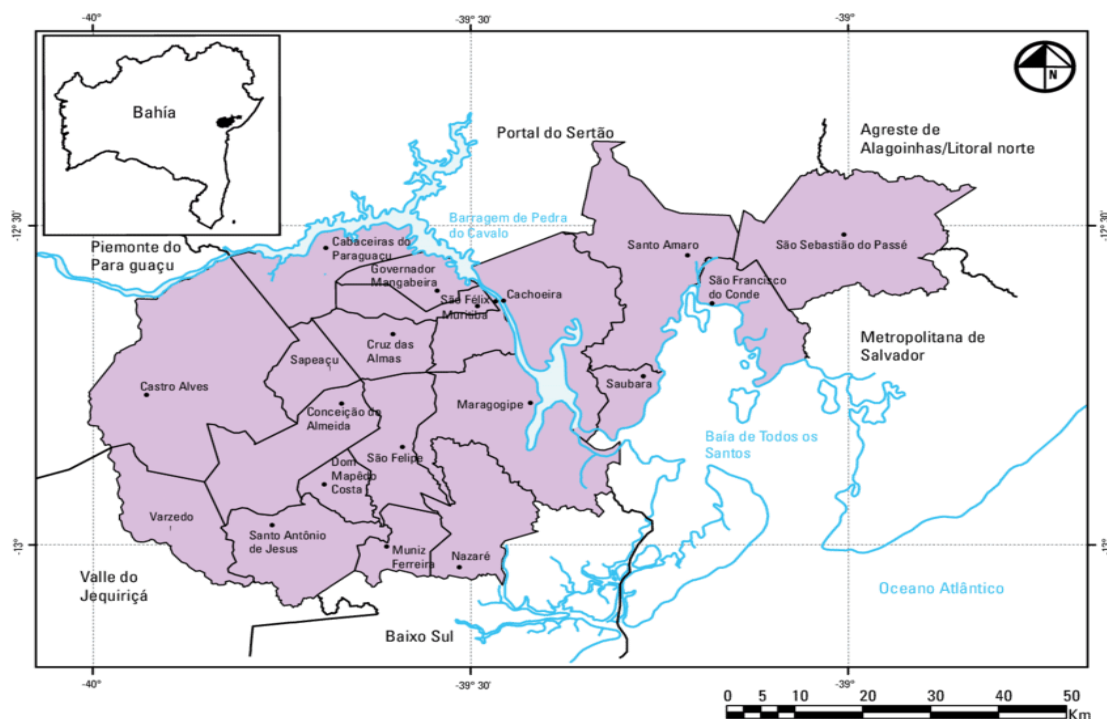 -40°
-39° 30
-39°
N
Bahía
Portal do Sertão
Agreste de
Alagoinhas/Litoral norte
-12° 30
-12° 30
Piemonte do
Para guaçu
Barragem de Pedra
do Cavalo
Cabaceiras do
Paraguaçu
Governador
Mangabeira
São Félix
Muritiba
Cachoeira
Santo Amaro
São Sebastião do Passé
São Francisco
do Conde
Metropolitana de
Salvador
Cruz das
Almas
Sapeaçu
Castro Alves
Conceição do
Almeida
Maragogipe
Saubara
Baía de Todos os
Santos
São Felipe
Dom
Mapêdo
Costa
Varzedo
Santo Antônio
de Jesus
Muniz
Ferreira
Nazaré
-13°
-13°
Valle do
Jequiriçá
Baixo Sul
Oceano Atlântico
-40°
-39° 30
-39°
0 5 10 20 30 40 50
Km